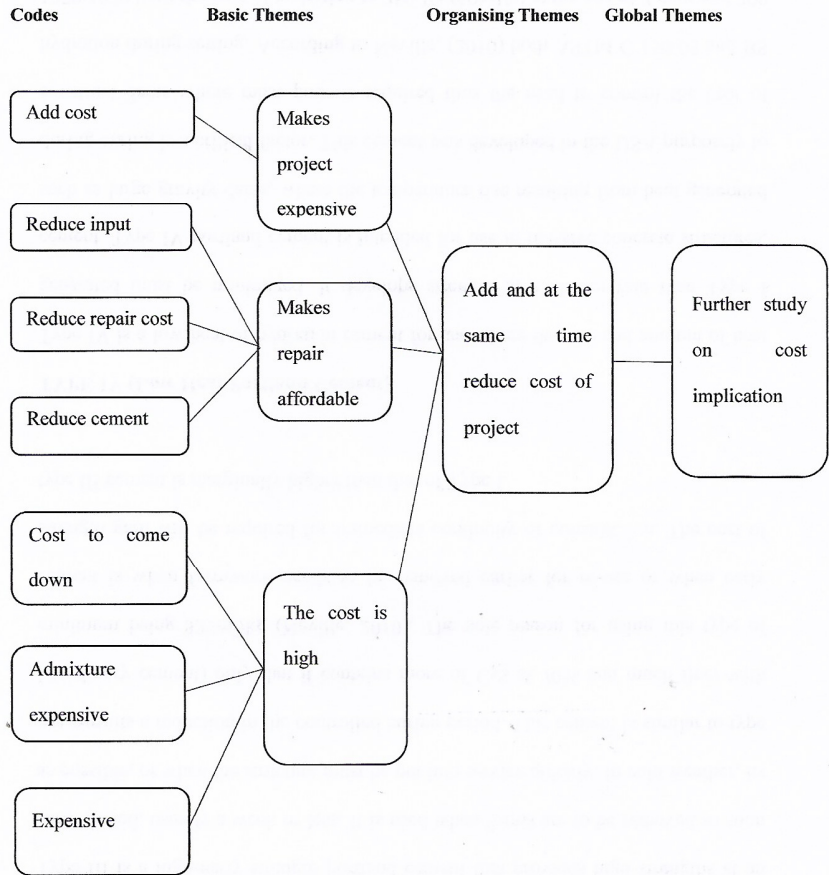 Codes Basic Themes Organising Themes Global Themes
Add cost
Reduce input
Reduce repair cost
Reduce cement
Cost to come
down
Admixture
expensive
Expensive
Makes
project
expensive
Makes
repair
affordable
The cost is
high
Add and at the
same time
reduce cost of
project
Further study
on cost
implication